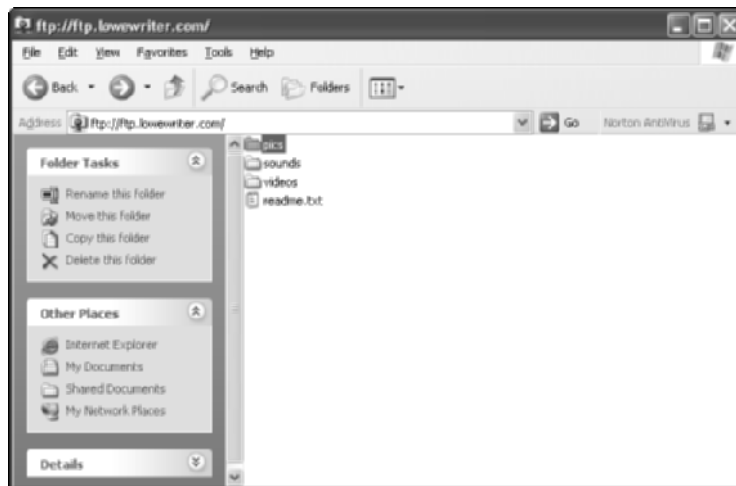 ftp://ftp.lowewriter.com/
File Edit View Favorites Tools Help
Back Search Folders
Address ftp://ftp.lowewriter.com/ Go Norton AntiVirus
Folder Tasks
Rename this folder
Move this folder
Copy this folder
Delete this folder
Other Places
Internet Explorer
My Documents
Shared Documents
My Network Places
Details
pics
sounds
videos
readme.txt